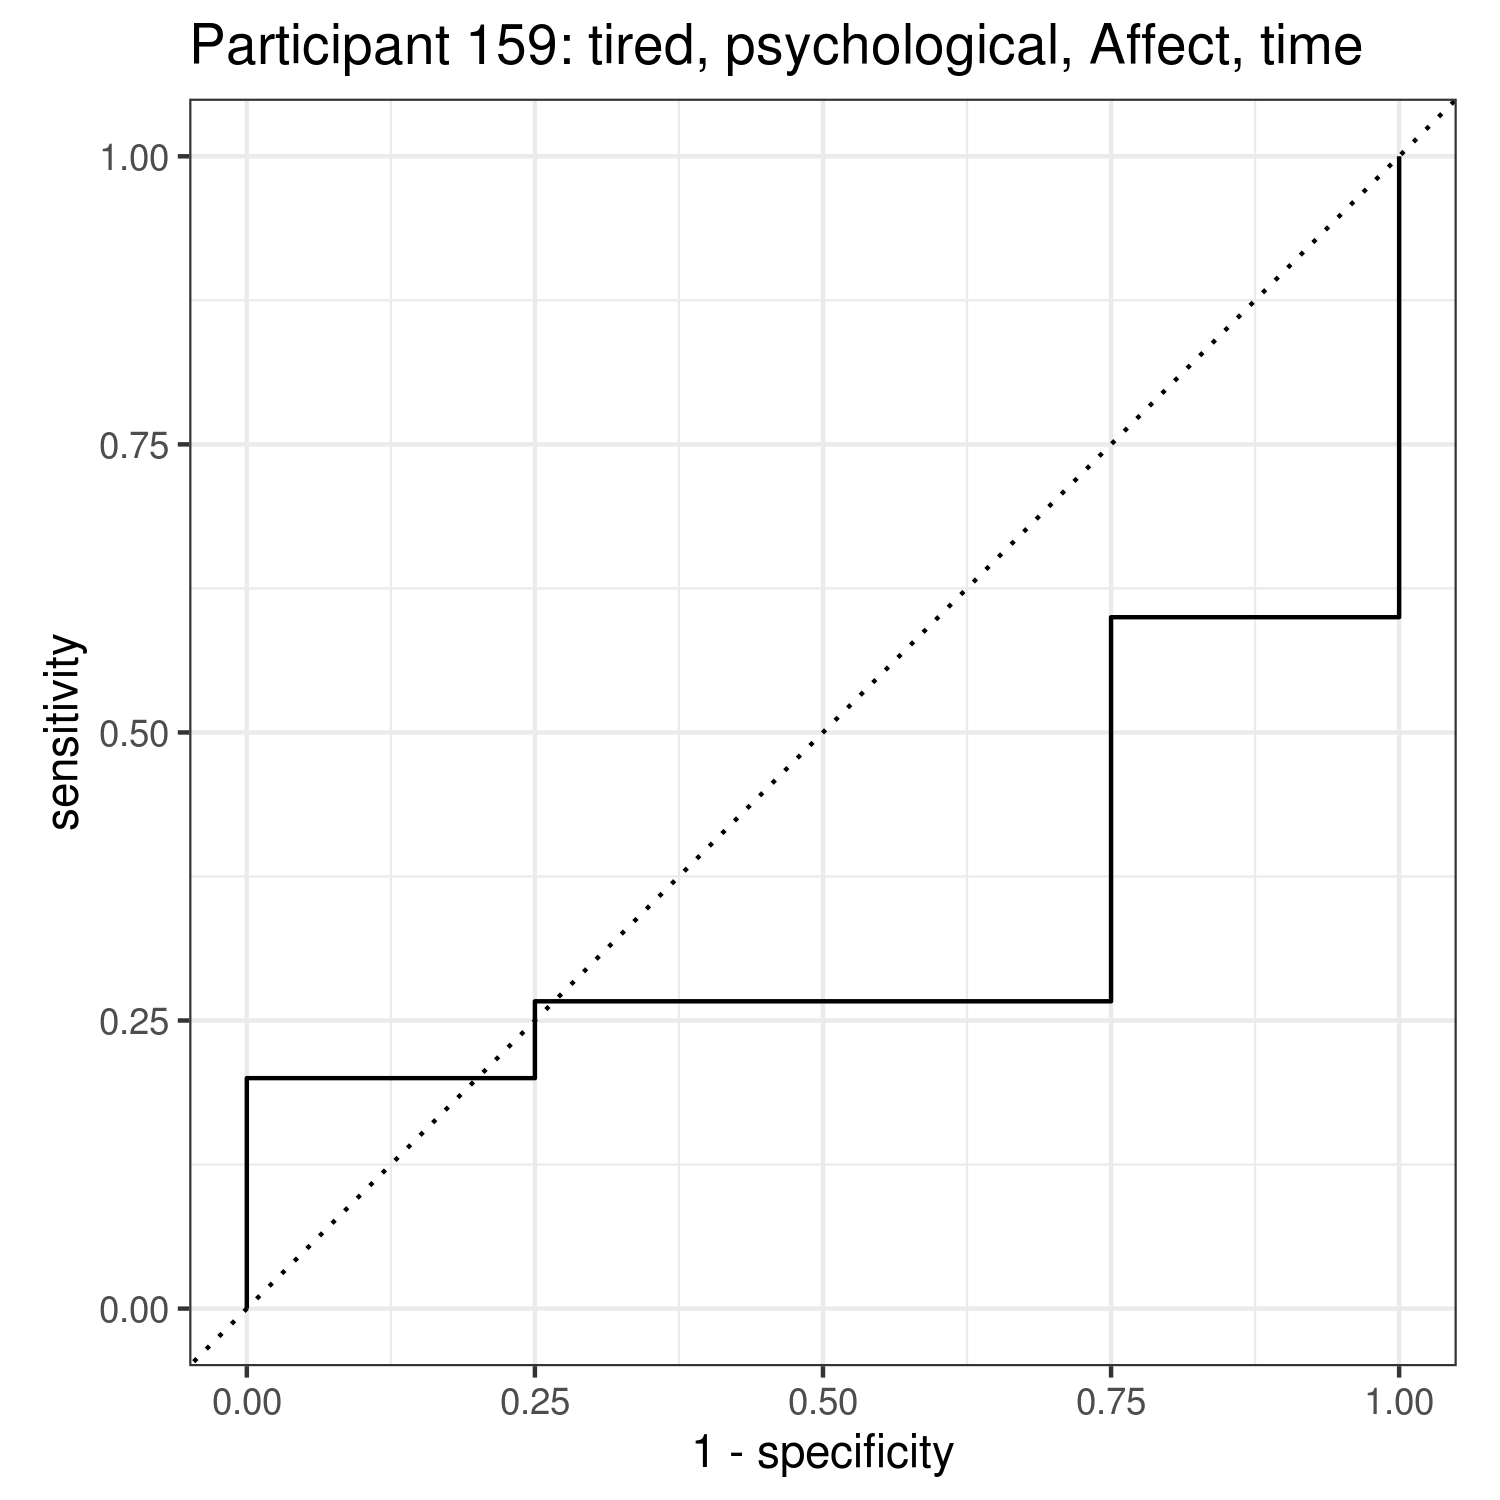 Participant 159: tired, psychological, Affect, time
1.00
0.75
0.50
0.25
0.00
sensitivity
0.00 0.25 0.50 0.75 1.00
1 - specificity